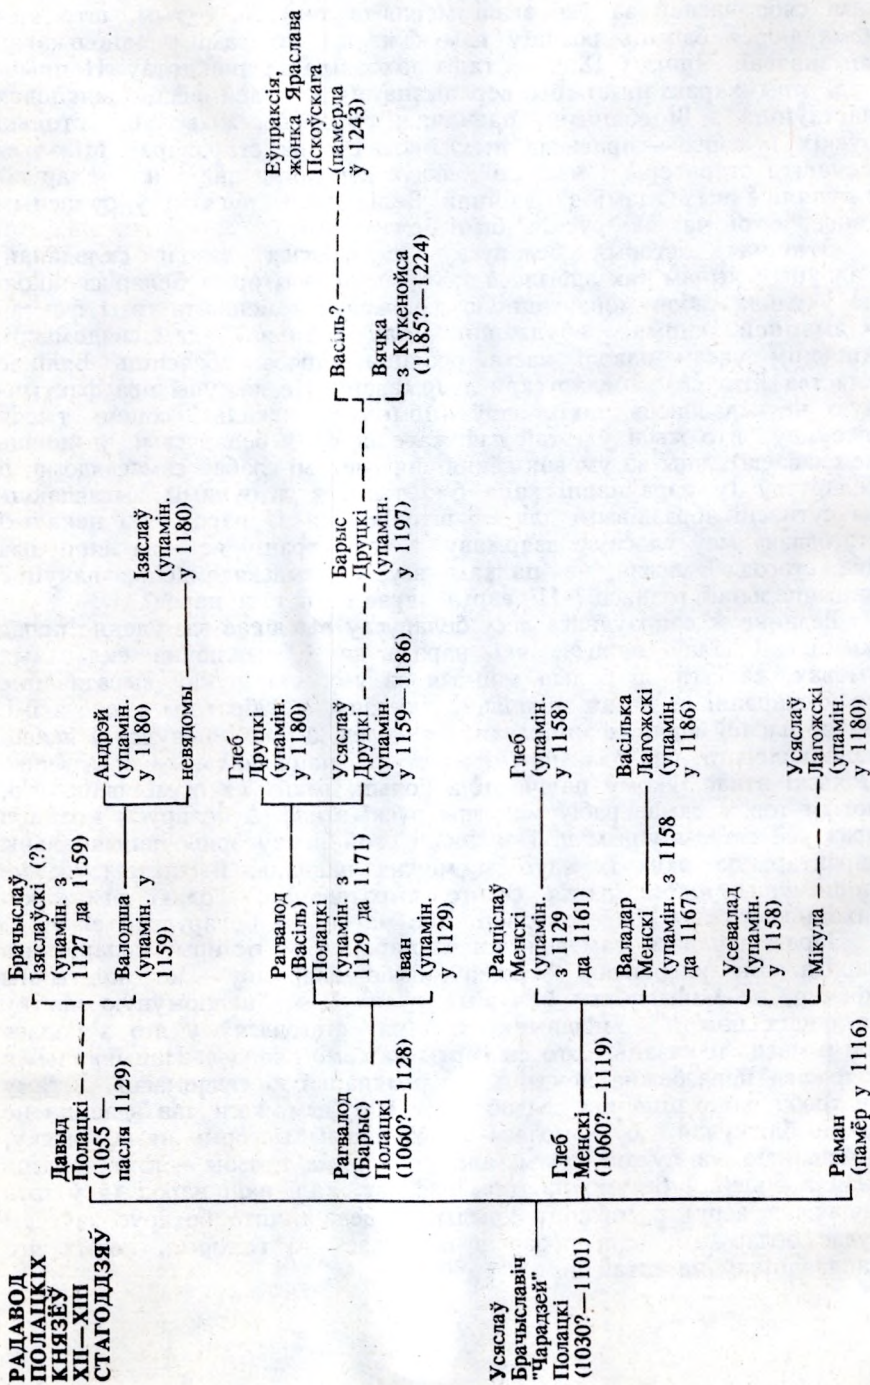 РАДАВОД
ПОЛАЦКІХ
КНЯЗЁЎ
XII—XIII
СТАГОДДЗЯЎ
Усяслаў
Брачыславіч
"Чарадзей"
Полацкі
(1030?—1101)
Давыд
Полацкі
(1055
пасля 1129)
Рагвалод
(Барыс)
Полацкі
(1060?—1128)
Глеб
Менскі
(1060?—1119)
Раман
(памёр у 1116)
Брачыслаў
Ізяслаўскі (?)
(упамін. з
1127 да 1159)
Валодша
(упамін. у
1159)
Рагвалод
(Васіль)
Полацкі
(упамін. з
1129 да 1171)
Іван
(упамін.
у 1129)
Расціслаў
Менскі
(упамін.
з 1129
да 1161)
Валадар
Менскі
(упамін. з 1158
да 1167)
Усевалад
(упамін.
у 1158)
Мікула
Андрэй
(упамін.
у 1180)
невядомы
Глеб
Друцкі
(упамін.
у 1180)
Усяслаў
Друцкі
(упамін.
у 1159—1186)
Глеб
(упамін.
у 1158)
Васілька
Лагожскі
(упамін.
у 1186)
Усяслаў
Лагожскі
(упамін.
у 1180)
Ізяслаў
(упамін.
у 1180)
Барыс
Друцкі
(упамін
у 1197)
Васіль?
Вячка
з Кукенойса
(1185?—1224)
Еўпраксія,
жонка Яраслава
Пскоўскага
(памерла
ў 1243)